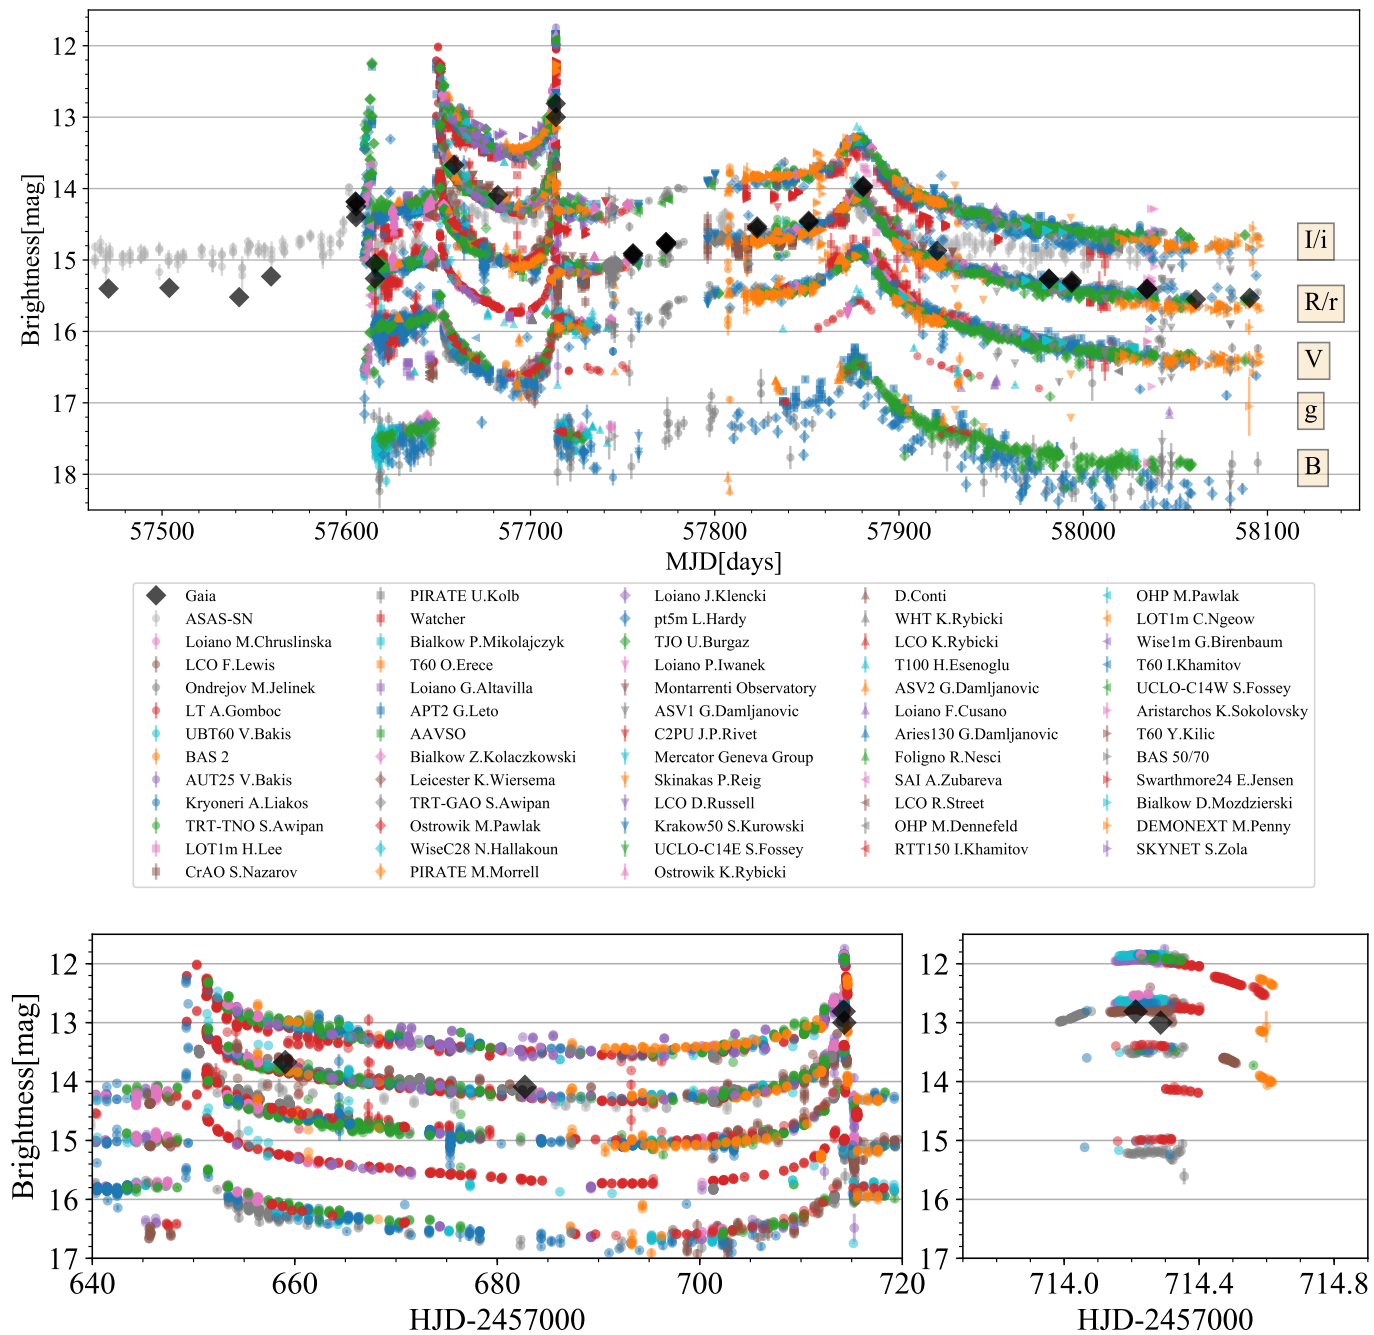 12
13
14
15
16
17
18
Brightness[mag]
I/i
R/r
V
g
B
57500 57600 57700 57800 57900 58000 58100
MJD[days]
Gaia
ASAS-SN
Loiano M.Chruslinska
LCO F.Lewis
Ondrejov M.Jelinek
LT A.Gomboc
UBT60 V.Bakis
BAS 2
AUT25 V.Bakis
Kryoneri A.Liakos
TRT-TNO S.Awipan
LOT1m H.Lee
CrAO S.Nazarov
PIRATE U.Kolb
Watcher
Bialkow P.Mikolajczyk
T60 O.Erece
Loiano G.Altavilla
APT2 G.Leto
AAVSO
Bialkow Z.Kolaczkowski
Leicester K.Wiersema
TRT-GAO S.Awipan
Ostrowik M.Pawlak
WiseC28 N.Hallakoun
PIRATE M.Morrell
Loiano J.Klencki
pt5m L.Hardy
TJO U.Burgaz
Loiano P.Iwanek
Montarrenti Observatory
ASV1 G.Damljanovic
C2PU J.P.Rivet
Mercator Geneva Group
Skinakas P.Reig
LCO D.Russell
Krakow50 S.Kurowski
UCLO-C14E S.Fossey
Ostrowik K.Rybicki
D.Conti
WHT K.Rybicki
LCO K.Rybicki
T100 H.Esenoglu
ASV2 G.Damljanovic
Loiano F.Cusano
Aries130 G.Damljanovic
Foligno R.Nesci
SAI A.Zubareva
LCO R.Street
OHP M.Dennefeld
RTT150 I.Khamitov
OHP M.Pawlak
LOT1m C.Ngeow
Wise1m G.Birenbaum
T60 I.Khamitov
UCLO-C14W S.Fossey
Aristarchos K.Sokolovsky
T60 Y.Kilic
BAS 50/70
Swarthmore24 E.Jensen
Bialkow D.Mozdzierski
DEMONEXT M.Penny
SKYNET S.Zola
12
13
14
15
16
17
Brightness[mag]
640 660 680 700 720
HJD-2457000
12
13
14
15
16
17
714.0 714.4 714.8
HJD-2457000